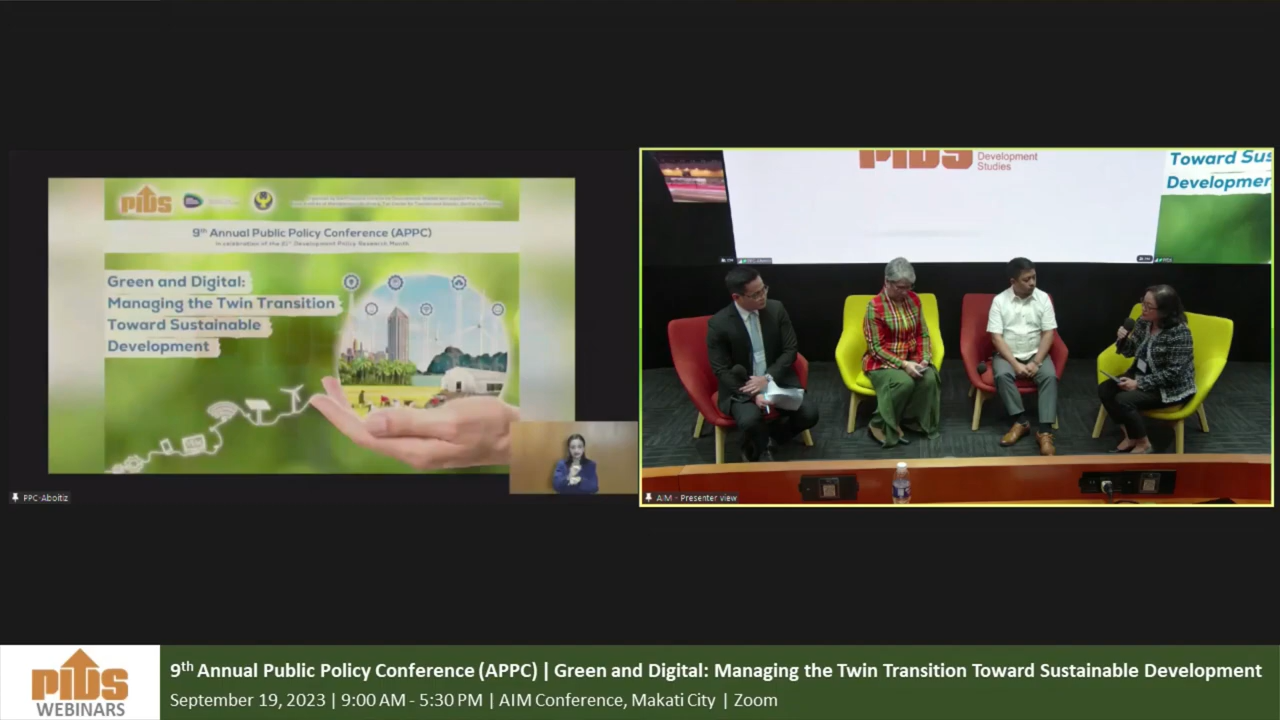 PIDS
9th Annual Public Policy Conference (APPC)
Green and Digital:
Managing the Twin Transition
Toward Sustainable
Development
PPC-Aboitiz
PIDS
Development
Studies
Toward Sus
Developmen
AIM - Presenter view
PIDS
WEBINARS
9th Annual Public Policy Conference (APPC) | Green and Digital: Managing the Twin Transition Toward Sustainable Development
September 19, 2023 | 9:00 AM - 5:30 PM | AIM Conference, Makati City | Zoom